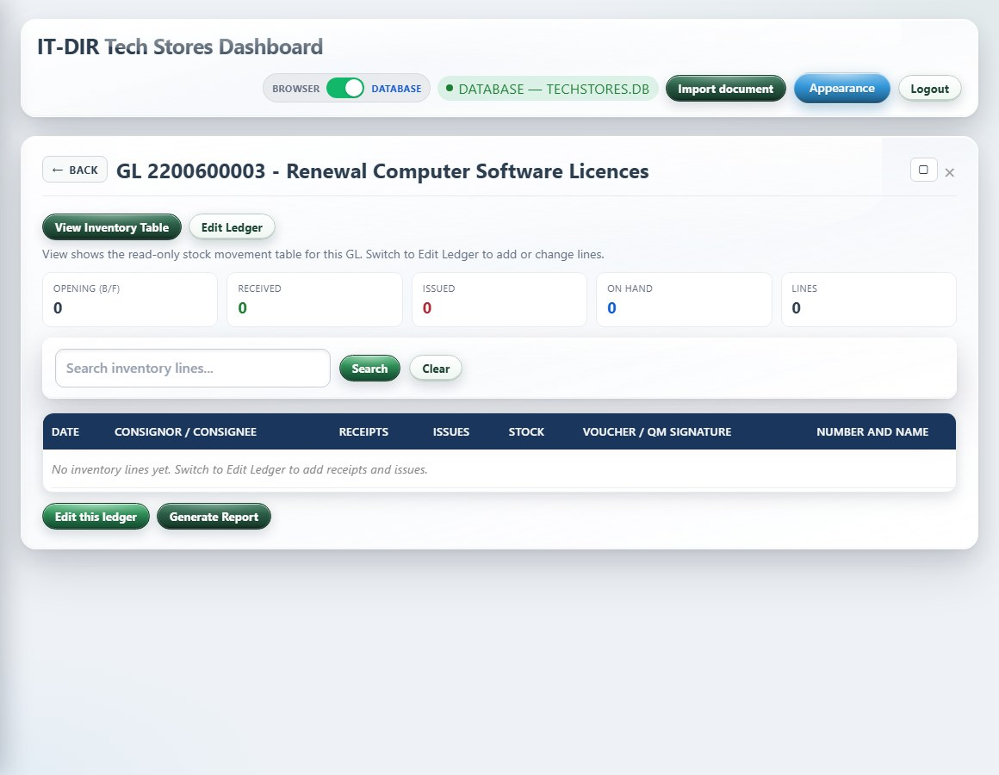 IT-DIR Tech Stores Dashboard
BROWSER DATABASE DATABASE — TECHSTORES.DB Import document Appearance Logout
← BACK GL 2200600003 - Renewal Computer Software Licences ×
View Inventory Table Edit Ledger
View shows the read-only stock movement table for this GL. Switch to Edit Ledger to add or change lines.
OPENING (B/F) RECEIVED ISSUED ON HAND LINES
0 0 0 0 0
Search inventory lines... Search Clear
DATE CONSIGNOR / CONSIGNEE RECEIPTS ISSUES STOCK VOUCHER / QM SIGNATURE NUMBER AND NAME
No inventory lines yet. Switch to Edit Ledger to add receipts and issues.
Edit this ledger Generate Report